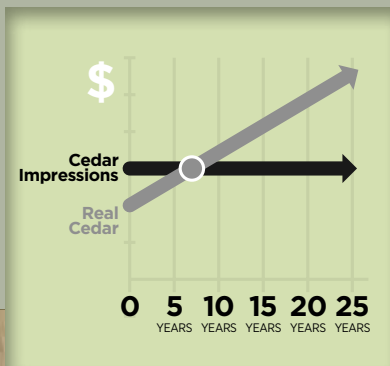 $
Cedar
Impressions
Real
Cedar
0 5 10 15 20 25
YEARS YEARS YEARS YEARS YEARS